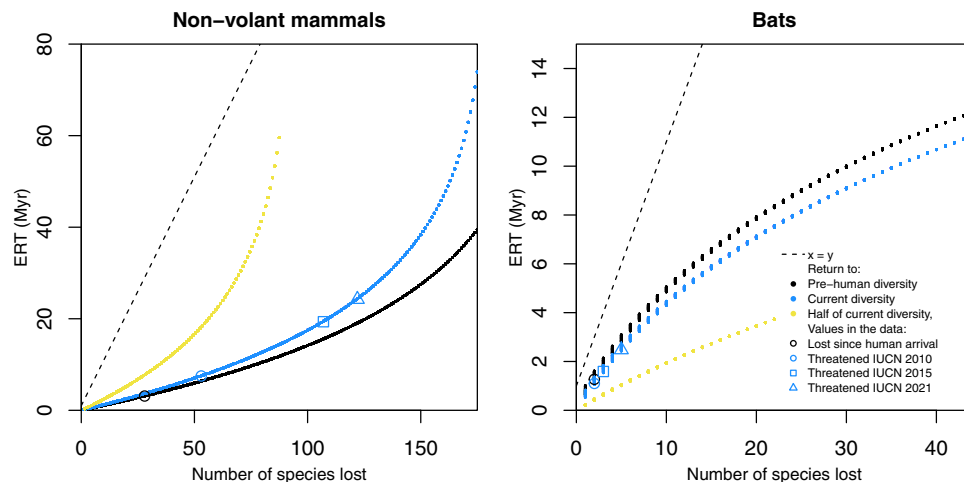 Non−volant mammals
ERT (Myr)
80
60
40
20
0
0 50 100 150
Number of species lost
Bats
ERT (Myr)
14
12
10
8
6
4
2
0
x = y
Return to:
Pre−human diversity
Current diversity
Half of current diversity,
Values in the data:
Lost since human arrival
Threatened IUCN 2010
Threatened IUCN 2015
Threatened IUCN 2021
0 10 20 30 40
Number of species lost